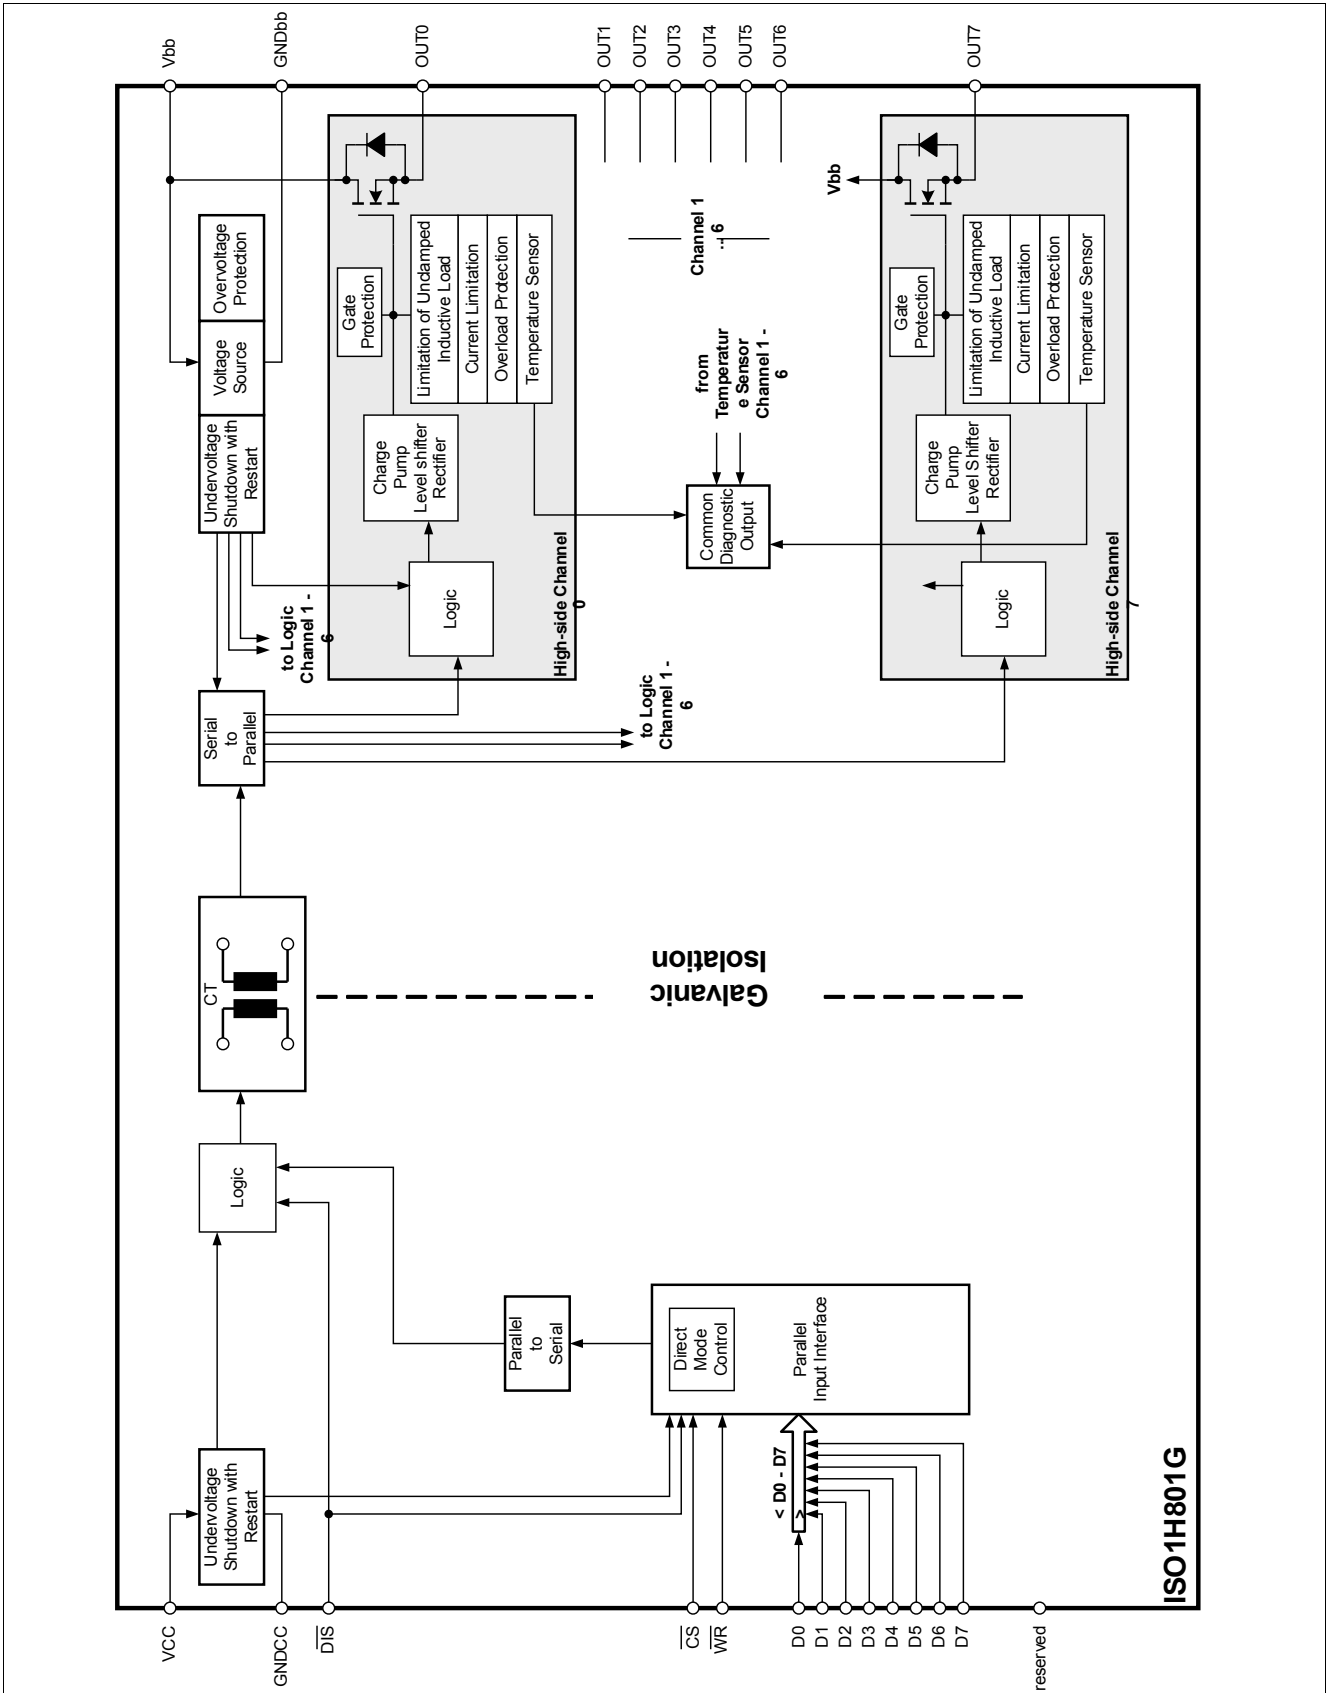 VCC
GNDCC
DIS
CS
WR
D0
D1
D2
D3
D4
D5
D6
D7
reserved
Undervoltage
Shutdown with
Restart
Logic
Parallel
to
Serial
Direct
Mode
Control
Parallel
Input Interface
< D0 - D7
>
CT
Galvanic
Isolation
Serial
to
Parallel
Undervoltage
Shutdown with
Restart
Voltage
Source
Overvoltage
Protection
to Logic
Channel 1 -
6
to Logic
Channel 1 -
6
Logic
Charge
Pump
Level shifter
Rectifier
Gate
Protection
Limitation of Undamped
Inductive Load
Current Limitation
Overload Protection
Temperature Sensor
High-side Channel
0
Common
Diagnostic
Output
from
Temperatur
e Sensor
Channel 1 -
6
Channel 1
.. 6
Vbb
Logic
Charge
Pump
Level Shifter
Rectifier
Gate
Protection
Limitation of Undamped
Inductive Load
Current Limitation
Overload Protection
Temperature Sensor
High-side Channel
7
Vbb
GNDbb
OUT0
OUT1
OUT2
OUT3
OUT4
OUT5
OUT6
OUT7
ISO1H801G